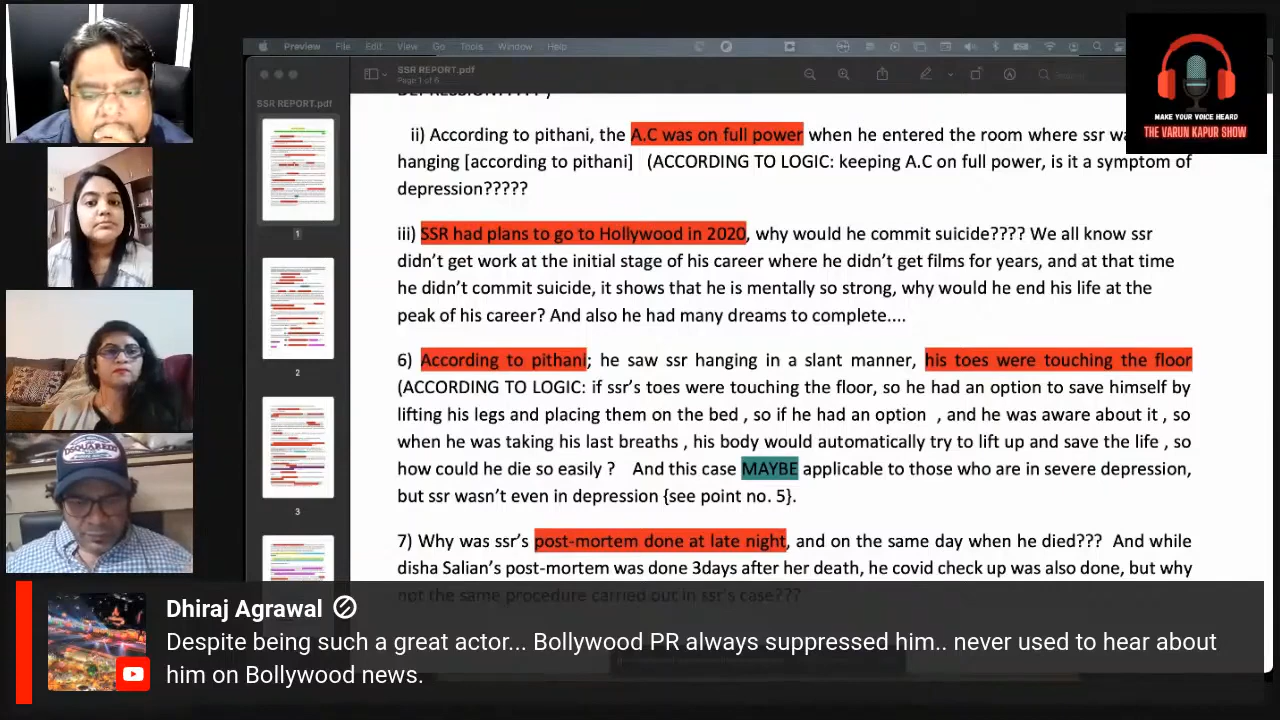 Preview File Edit View Go Tools Window Help
SSR REPORT.pdf
Page 1 of 6
SSR REPORT.pdf
1
2
3
MAKE YOUR VOICE HEARD
THE VARUN KAPUR SHOW
ii) According to pithani, the A.C was on full power when he entered the room where ssr
hanging [according to pithani] (ACCORDING TO LOGIC: keeping A.C on full power, is it a symptom of
depression?????
iii) SSR had plans to go to Hollywood in 2020, why would he commit suicide???? We all know ssr
didn't get work at the initial stage of his career where he didn't get films for years, and at that time
he didn't commit suicide, it shows that he is mentally so strong, why would he end his life at the
peak of his career? And also he had many dreams to complete....
6) According to pithani; he saw ssr hanging in a slant manner, his toes were touching the floor
(ACCORDING TO LOGIC: if ssr's toes were touching the floor, so he had an option to save himself by
lifting his legs and placing them on the bed, so if he had an option , and he was aware about it , so
when he was taking his last breaths , his body would automatically try to lift up and save the life , so
how could he die so easily ? And this case MAYBE applicable to those who are in severe depression,
but ssr wasn't even in depression {see point no. 5}.
7) Why was ssr's post-mortem done at late night, and on the same day when he died??? And while
disha Salian's post-mortem was done 3days after her death, he covid check up was also done, but why
not the same procedure carried out in ssr's case???
Dhiraj Agrawal
Despite being such a great actor... Bollywood PR always suppressed him.. never used to hear about
him on Bollywood news.